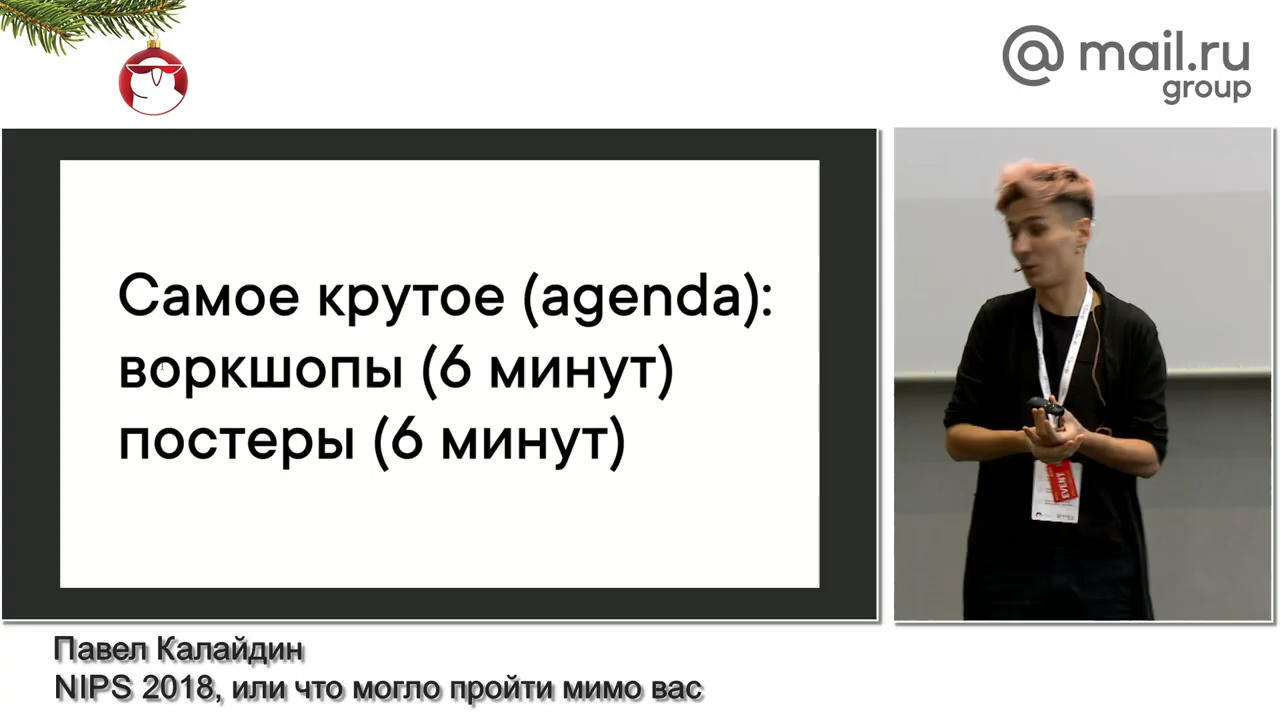 @ mail.ru
group
Самое крутое (agenda):
воркшопы (6 минут)
постеры (6 минут)
EVENT
Павел Калайдин
NIPS 2018, или что могло пройти мимо вас